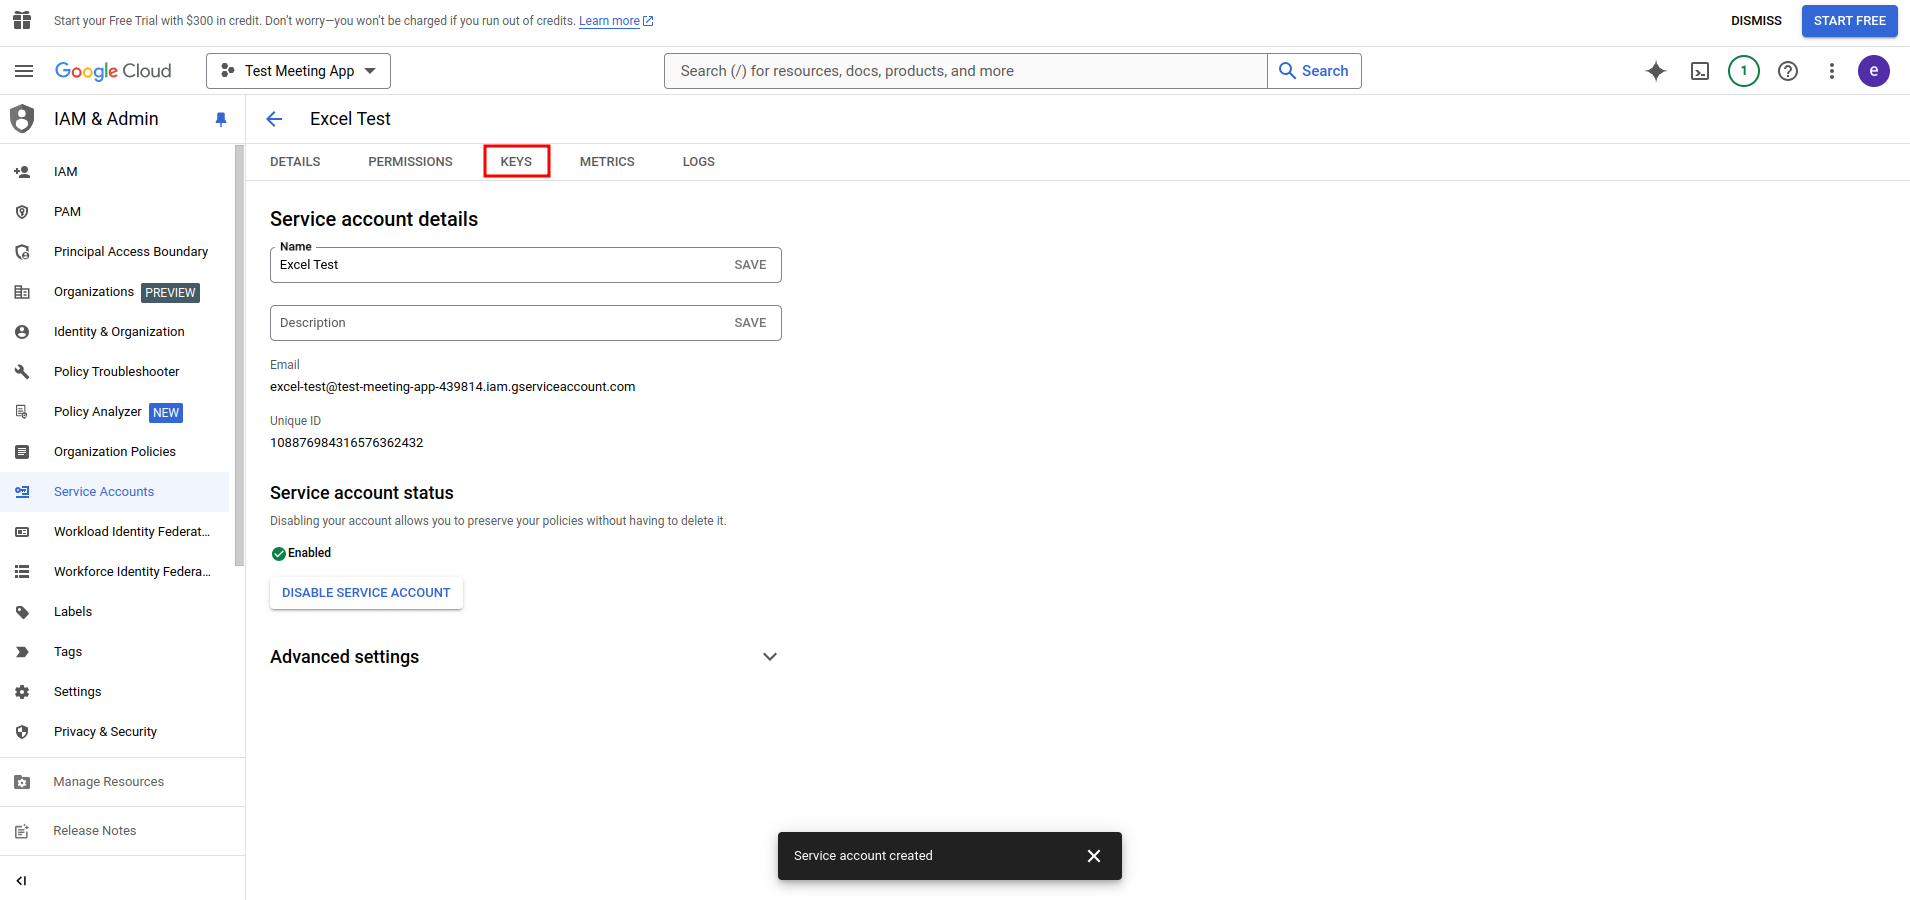 Start your Free Trial with $300 in credit. Don't worry—you won't be charged if you run out of credits. Learn more
DISMISS
START FREE
Google Cloud
Test Meeting App
Search (/) for resources, docs, products, and more
Search
1
e
IAM & Admin
Excel Test
DETAILS
PERMISSIONS
KEYS
METRICS
LOGS
IAM
PAM
Principal Access Boundary
Organizations PREVIEW
Identity & Organization
Policy Troubleshooter
Policy Analyzer NEW
Organization Policies
Service Accounts
Workload Identity Federat...
Workforce Identity Federa...
Labels
Tags
Settings
Privacy & Security
Manage Resources
Release Notes
Service account details
Name
Excel Test
SAVE
Description
SAVE
Email
excel-test@test-meeting-app-439814.iam.gserviceaccount.com
Unique ID
108876984316576362432
Service account status
Disabling your account allows you to preserve your policies without having to delete it.
Enabled
DISABLE SERVICE ACCOUNT
Advanced settings
Service account created